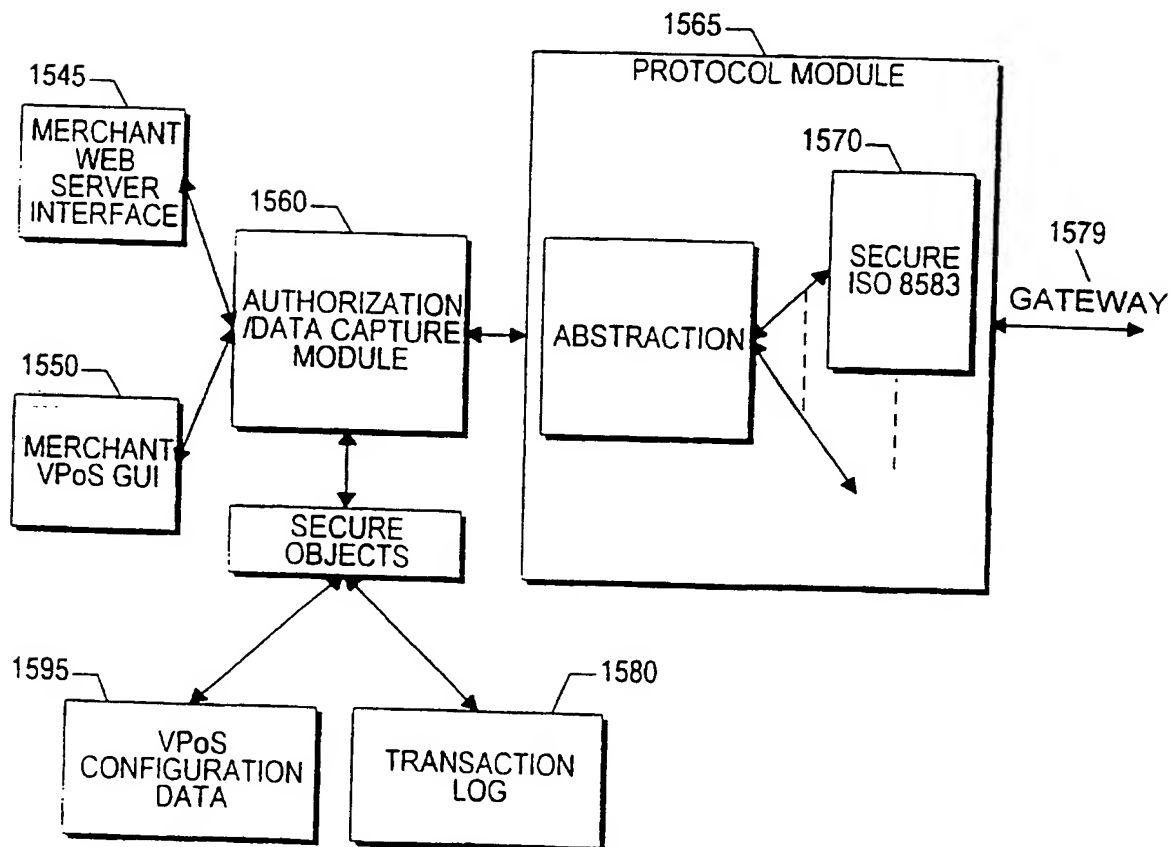 1565
PROTOCOL MODULE
1545
MERCHANT
WEB
SERVER
INTERFACE
1570
SECURE
ISO 8583
1560
AUTHORIZATION
/DATA CAPTURE
MODULE
ABSTRACTION
1579
GATEWAY
1550
MERCHANT
VPoS GUI
SECURE
OBJECTS
1595
VPoS
CONFIGURATION
DATA
1580
TRANSACTION
LOG